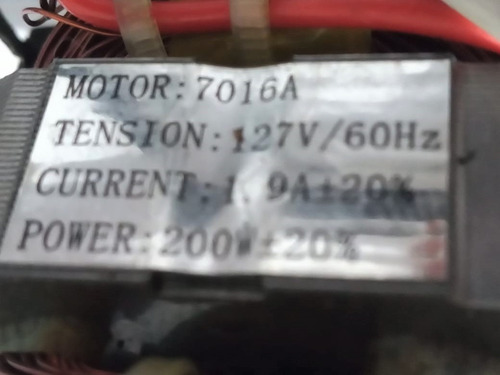 MOTOR: 7016A
TENSION: 127V/60Hz
CURRENT: 1.9A±20%
POWER: 200W±20%